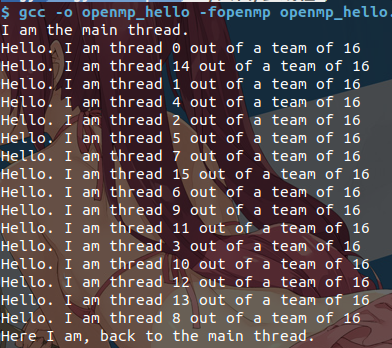 $ gcc -o openmp_hello -fopenmp openmp_hello.
I am the main thread.
Hello. I am thread 0 out of a team of 16
Hello. I am thread 14 out of a team of 16
Hello. I am thread 1 out of a team of 16
Hello. I am thread 4 out of a team of 16
Hello. I am thread 2 out of a team of 16
Hello. I am thread 5 out of a team of 16
Hello. I am thread 7 out of a team of 16
Hello. I am thread 15 out of a team of 16
Hello. I am thread 6 out of a team of 16
Hello. I am thread 9 out of a team of 16
Hello. I am thread 11 out of a team of 16
Hello. I am thread 3 out of a team of 16
Hello. I am thread 10 out of a team of 16
Hello. I am thread 12 out of a team of 16
Hello. I am thread 13 out of a team of 16
Hello. I am thread 8 out of a team of 16
Here I am, back to the main thread.